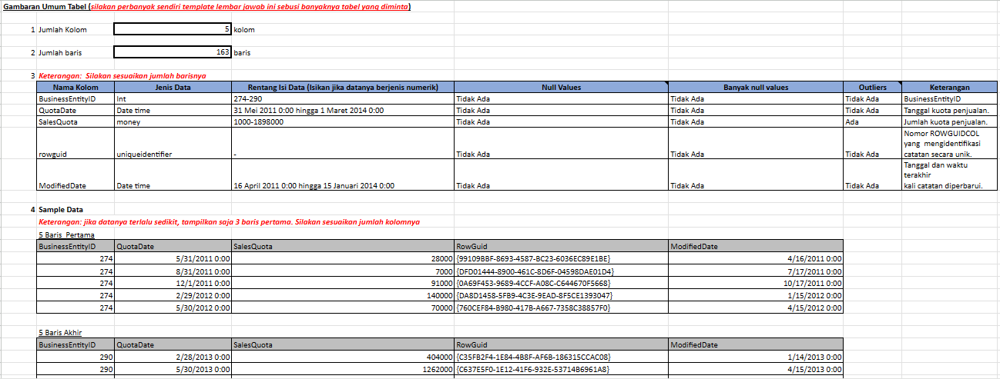 Gambaran Umum Tabel (silakan perbanyak sendiri template lembar jawab ini sebusi banyaknya tabel yang diminta)
1 Jumlah Kolom 5 kolom
2 Jumlah baris 163 baris
3 Keterangan: Silakan sesuaikan jumlah barisnya
Nama Kolom Jenis Data Rentang Isi Data (Isikan jika datanya berjenis numerik) Null Values Banyak null values Outliers Keterangan
BusinessEntityID Int 274-290 Tidak Ada Tidak Ada Tidak Ada BusinessEntityID
QuotaDate Date time 31 Mei 2011 0:00 hingga 1 Maret 2014 0:00 Tidak Ada Tidak Ada Tidak Ada Tanggal kuota penjualan.
SalesQuota money 1000-1898000 Tidak Ada Tidak Ada Ada Jumlah kuota penjualan.
Nomor ROWGUIDCOL
yang mengidentifikasi
rowguid uniqueidentifier - Tidak Ada Tidak Ada Tidak Ada catatan secara unik.
Tanggal dan waktu
terakhir
ModifiedDate Date time 16 April 2011 0:00 hingga 15 Januari 2014 0:00 Tidak Ada Tidak Ada Tidak Ada kali catatan diperbarui.
4 Sample Data
Keterangan: jika datanya terlalu sedikit, tampilkan saja 3 baris pertama. Silakan sesuaikan jumlah kolomnya
5 Baris Pertama
BusinessEntityID QuotaDate SalesQuota RowGuid ModifiedDate
274 5/31/2011 0:00 28000 {99109BBF-8693-4587-BC23-6036EC89E1BE} 4/16/2011 0:00
274 8/31/2011 0:00 7000 {DFD01444-8900-461C-8D6F-04598DAE01D4} 7/17/2011 0:00
274 12/1/2011 0:00 91000 {0A69F453-9689-4CCF-A08C-C644670F5668} 10/17/2011 0:00
274 2/29/2012 0:00 140000 {DA8D1458-5FB9-4C3E-9EAD-8F5CE1393047} 1/15/2012 0:00
274 5/30/2012 0:00 70000 {760CEF84-B980-417B-A667-7358C38857F0} 4/15/2012 0:00
5 Baris Akhir
BusinessEntityID QuotaDate SalesQuota RowGuid ModifiedDate
290 2/28/2013 0:00 404000 {C35FB2F4-1E84-4B8F-AF6B-186315CCAC08} 1/14/2013 0:00
290 5/30/2013 0:00 1262000 {C637E5F0-1E12-41F6-932E-53714B6961A8} 4/15/2013 0:00